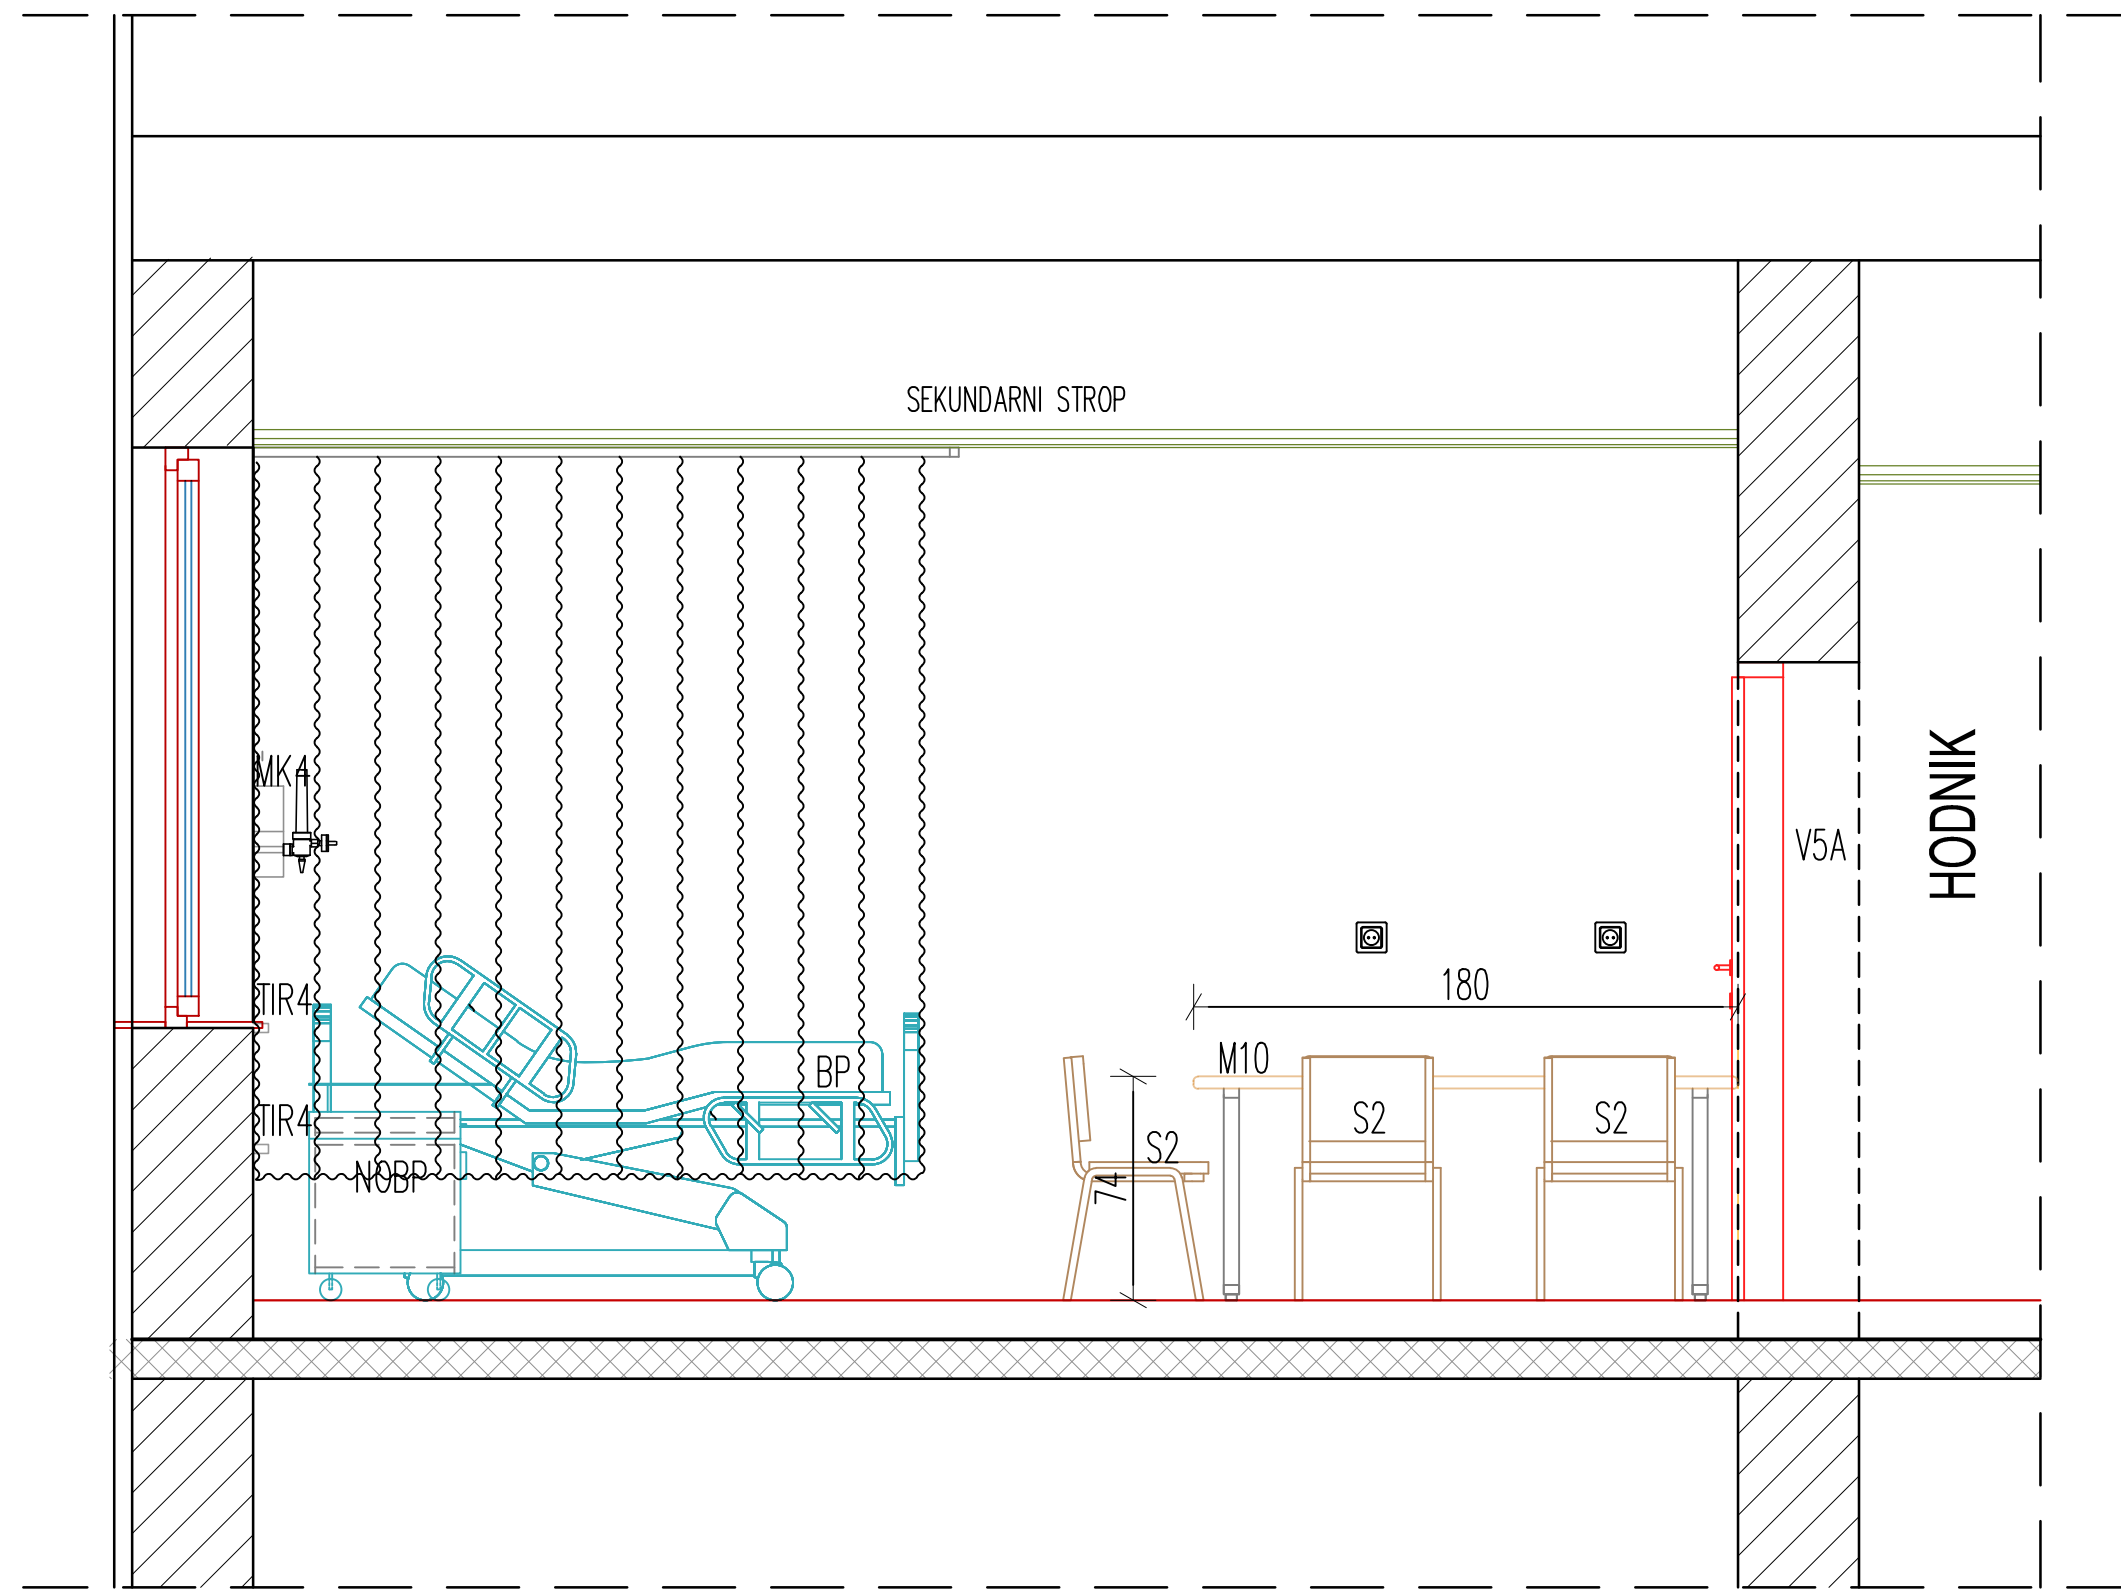 SEKUNDARNI STROP
HODNIK
MK4
V5A
TIR4
180
BP
M10
TIR4
S2
S2
S2
NOBP
74